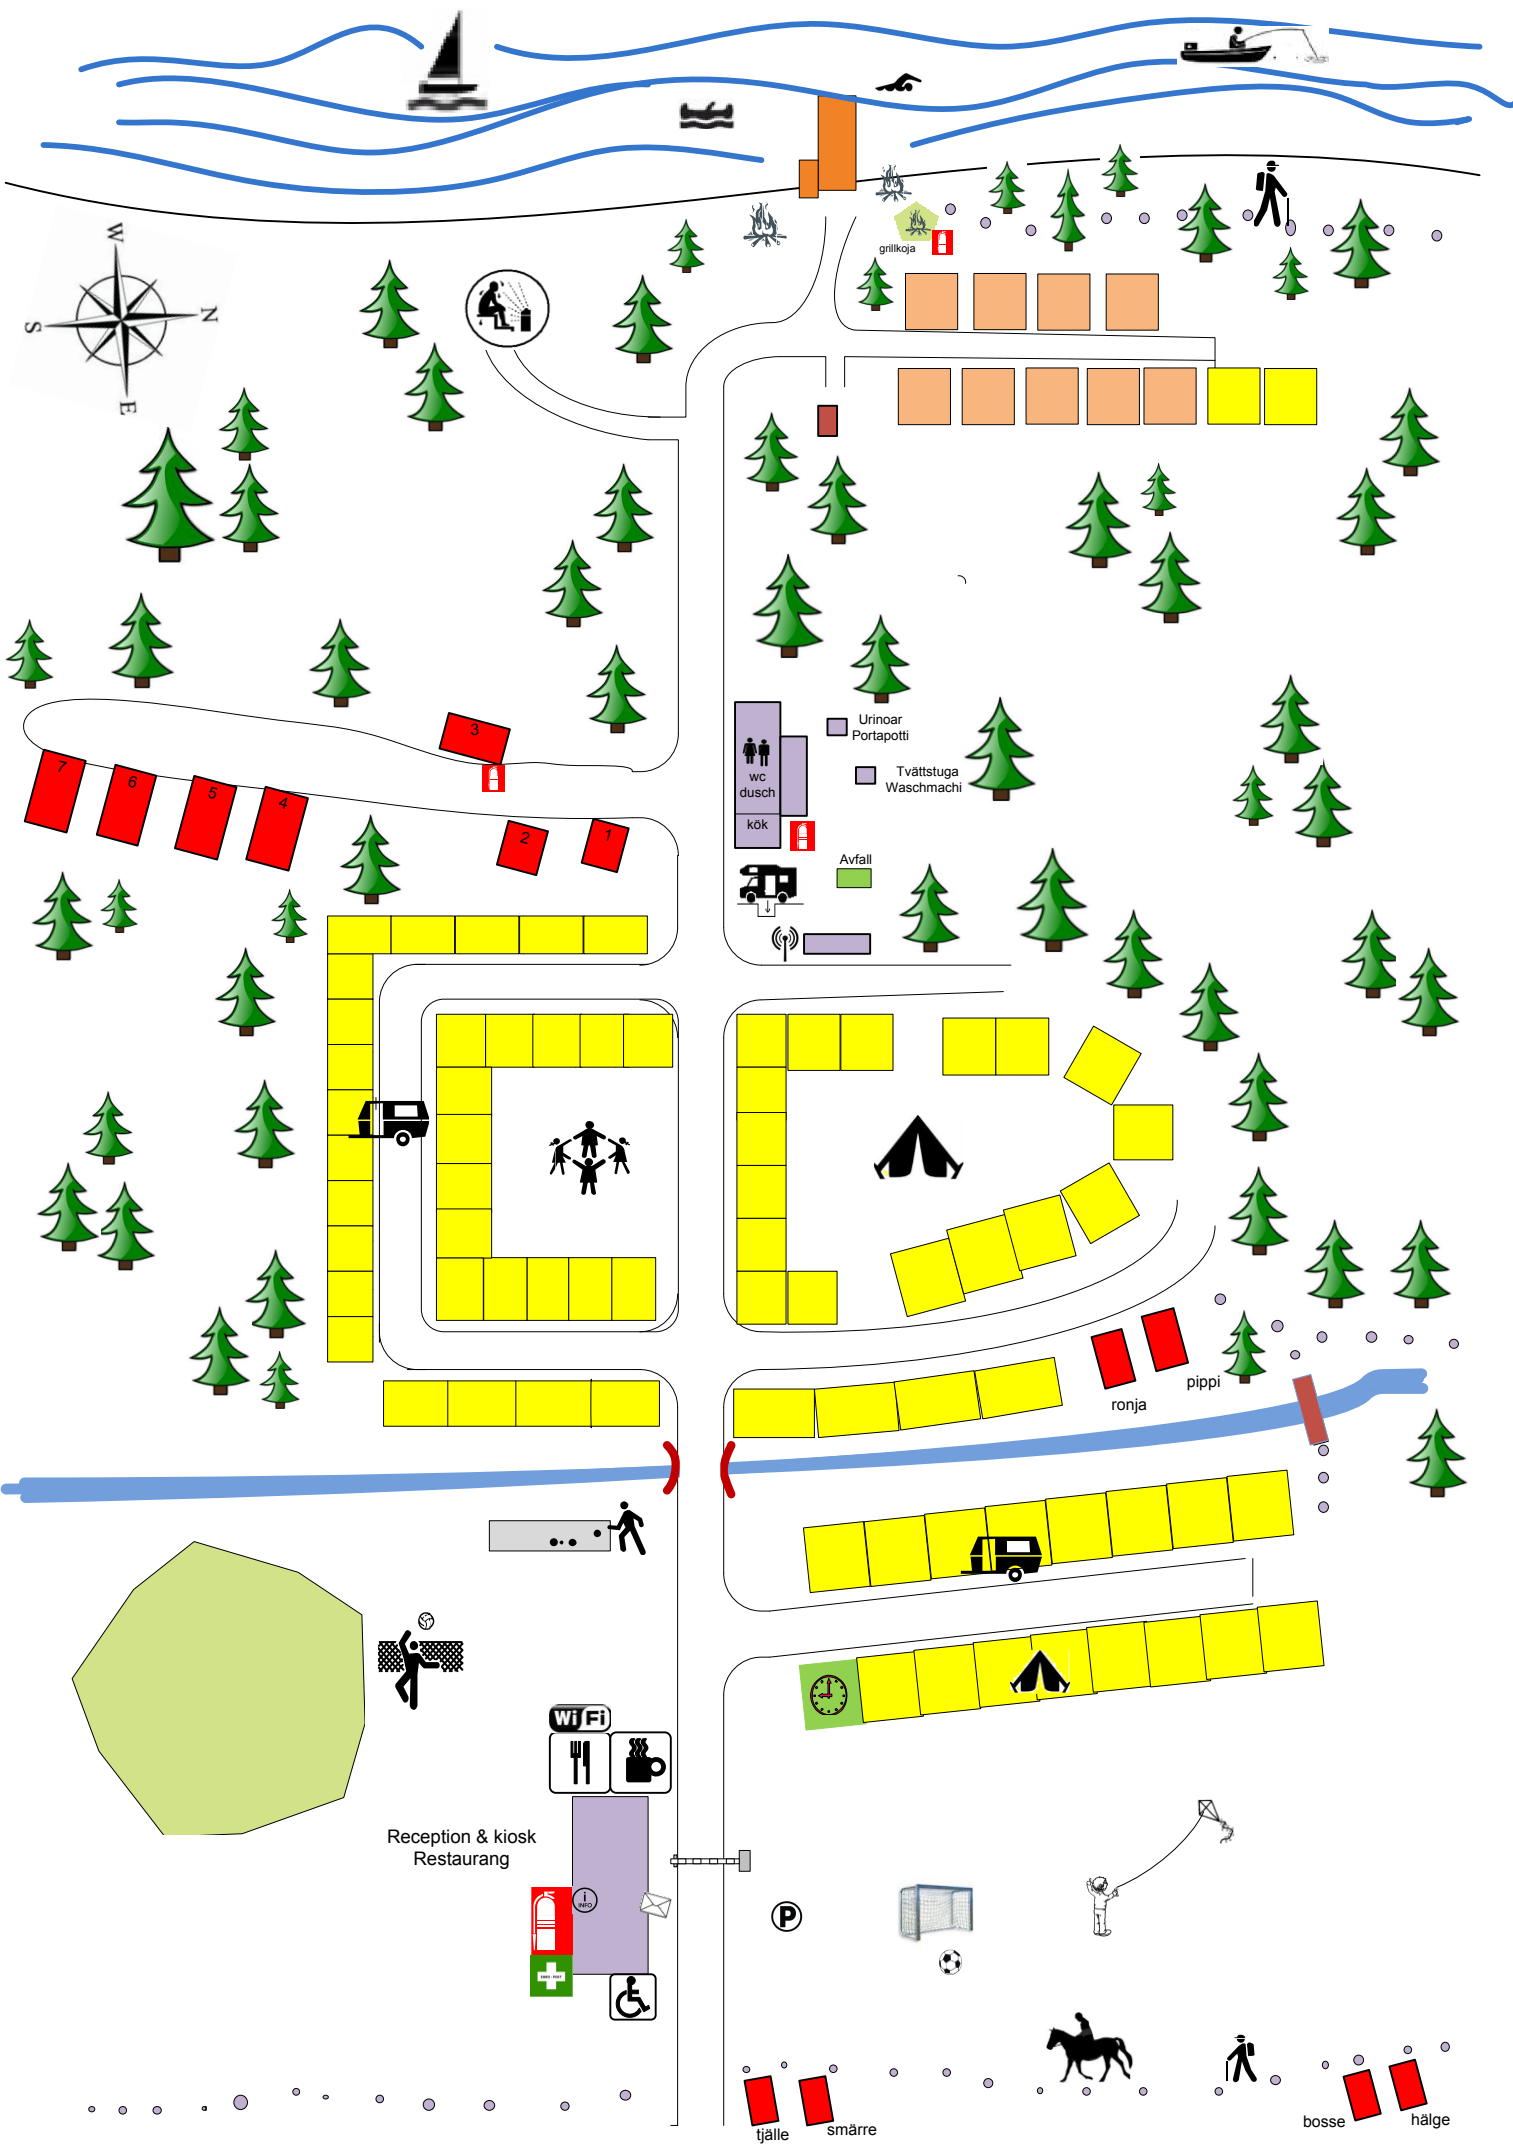 W
N
S
E
grillkoja
3
7
6
5
4
2
1
wc
dusch
kök
Urinoar
Portapotti
Tvättstuga
Waschmachi
Avfall
pippi
ronja
Wi Fi
Reception & kiosk
Restaurang
i
INFO
P
tjälle
smärre
bosse
hälge